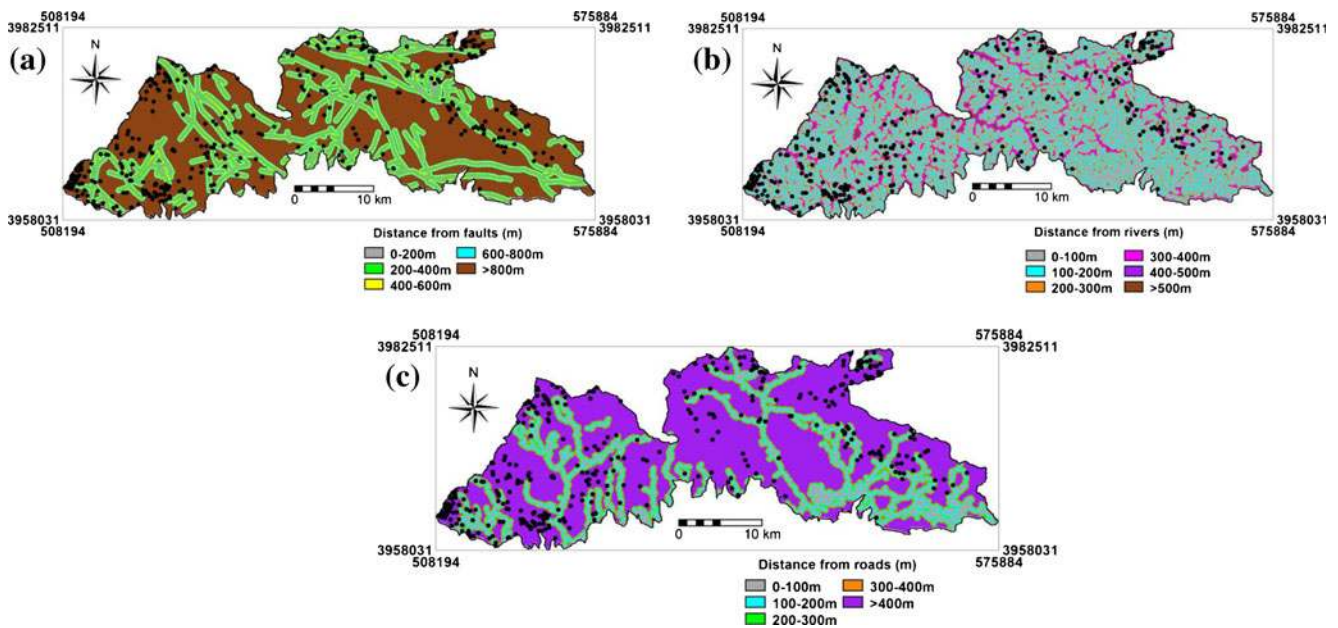 508194
575884
3982511
3982511
(a)
N
0
10 km
3958031
3958031
508194
575884
Distance from faults (m)
0-200m
600-800m
200-400m
>800m
400-600m
508194
575884
3982511
3982511
(b)
N
0
10 km
3958031
3958031
508194
575884
Distance from rivers (m)
0-100m
300-400m
100-200m
400-500m
200-300m
>500m
508194
575884
3982511
3982511
(c)
N
0
10 km
3958031
3958031
508194
575884
Distance from roads (m)
0-100m
300-400m
100-200m
>400m
200-300m